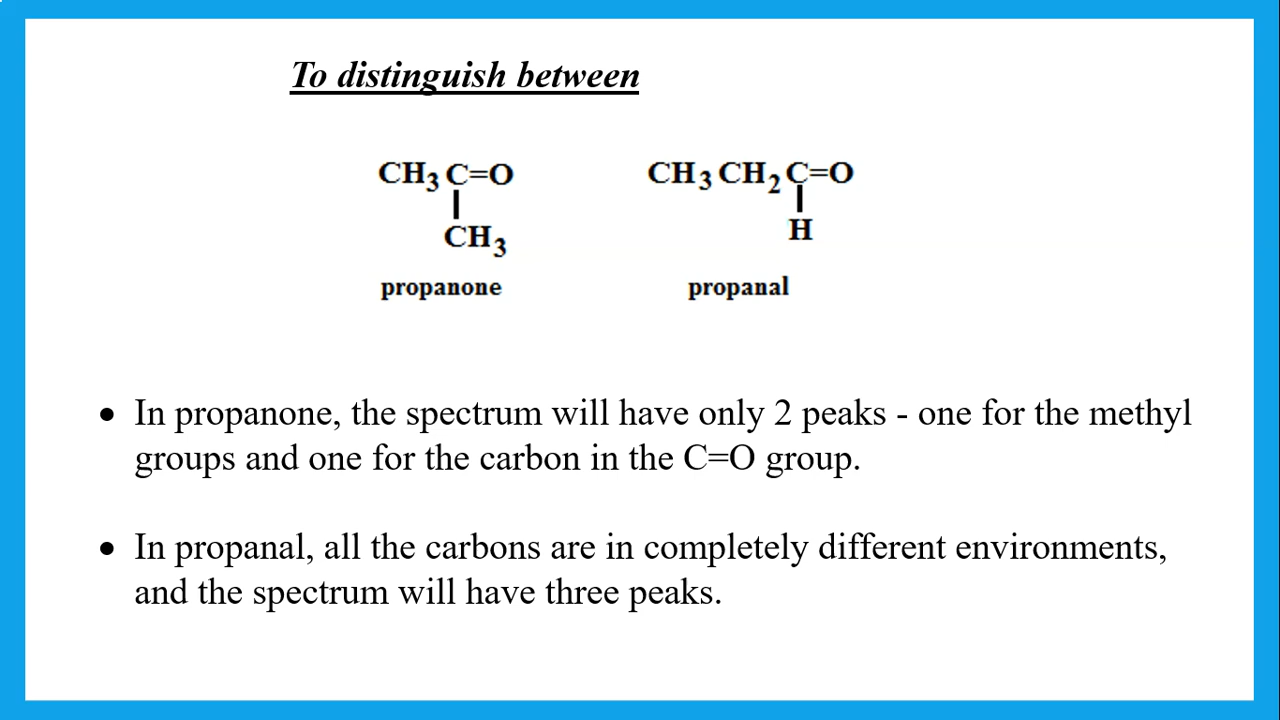 To distinguish between
CH3 C=O
CH3
propanone
CH3 CH2 C=O
H
propanal
• In propanone, the spectrum will have only 2 peaks - one for the methyl
groups and one for the carbon in the C=O group.
• In propanal, all the carbons are in completely different environments,
and the spectrum will have three peaks.